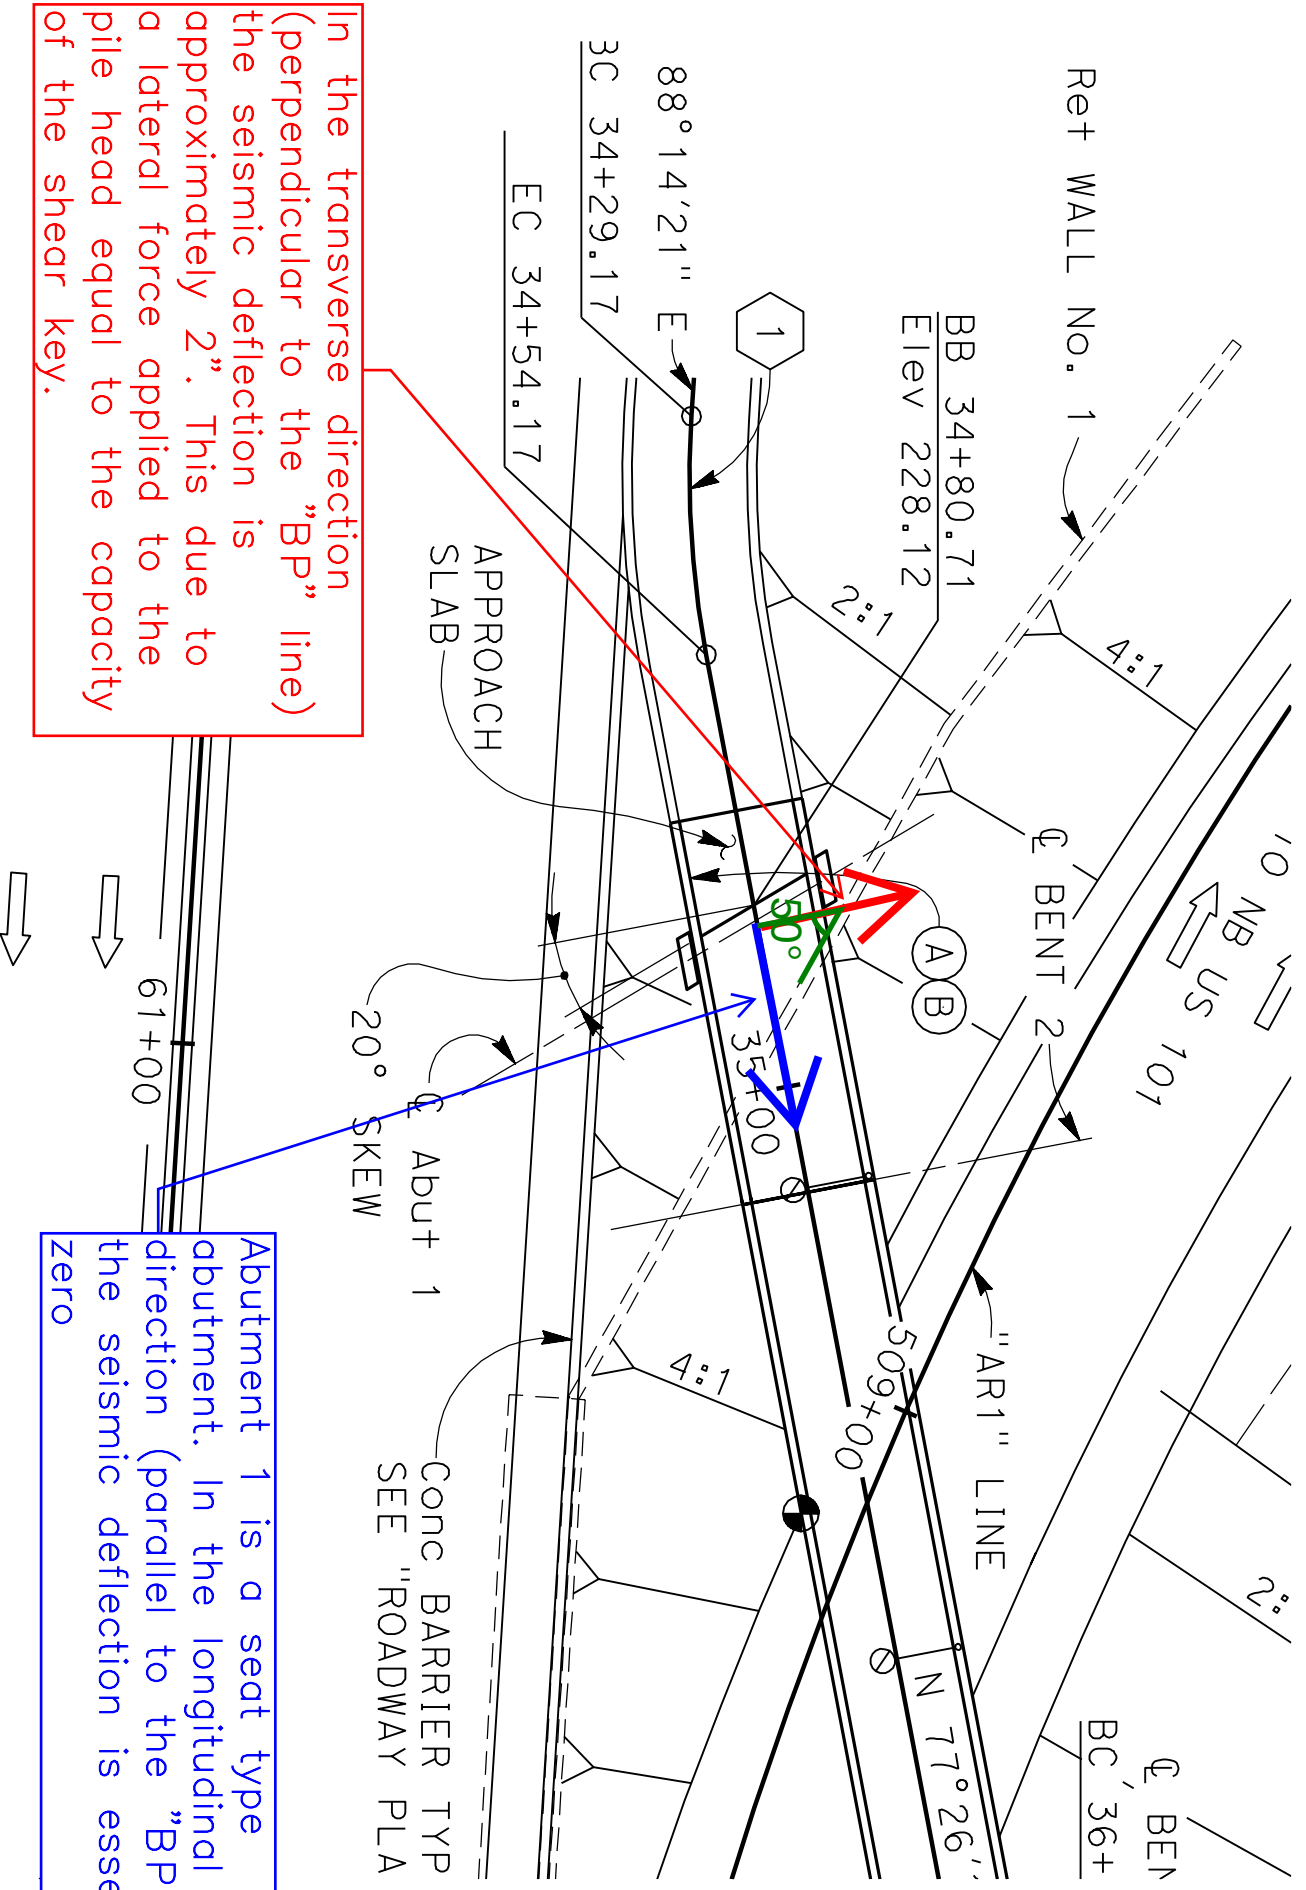 In the transverse direction
(perpendicular to the "BP" line)
the seismic deflection is
approximately 2". This due to
a lateral force applied to the
pile head equal to the capacity
of the shear key.
Abutment 1 is a seat type
abutment. In the longitudinal
direction (parallel to the "BP
the seismic deflection is esse
zero
Ret WALL No. 1
BB 34+80.71
Elev 228.12
1
88°14'21" E
BC 34+29.17
EC 34+54.17
2:1
4:1
APPROACH
SLAB
℄ BENT 2
NB US 101
A
B
50°
35+00
20° SKEW
℄ Abut 1
61+00
"AR1" LINE
509+00
4:1
Conc BARRIER TYP
SEE "ROADWAY PLA
2:
N 77°26'
℄ BEN
BC 36+